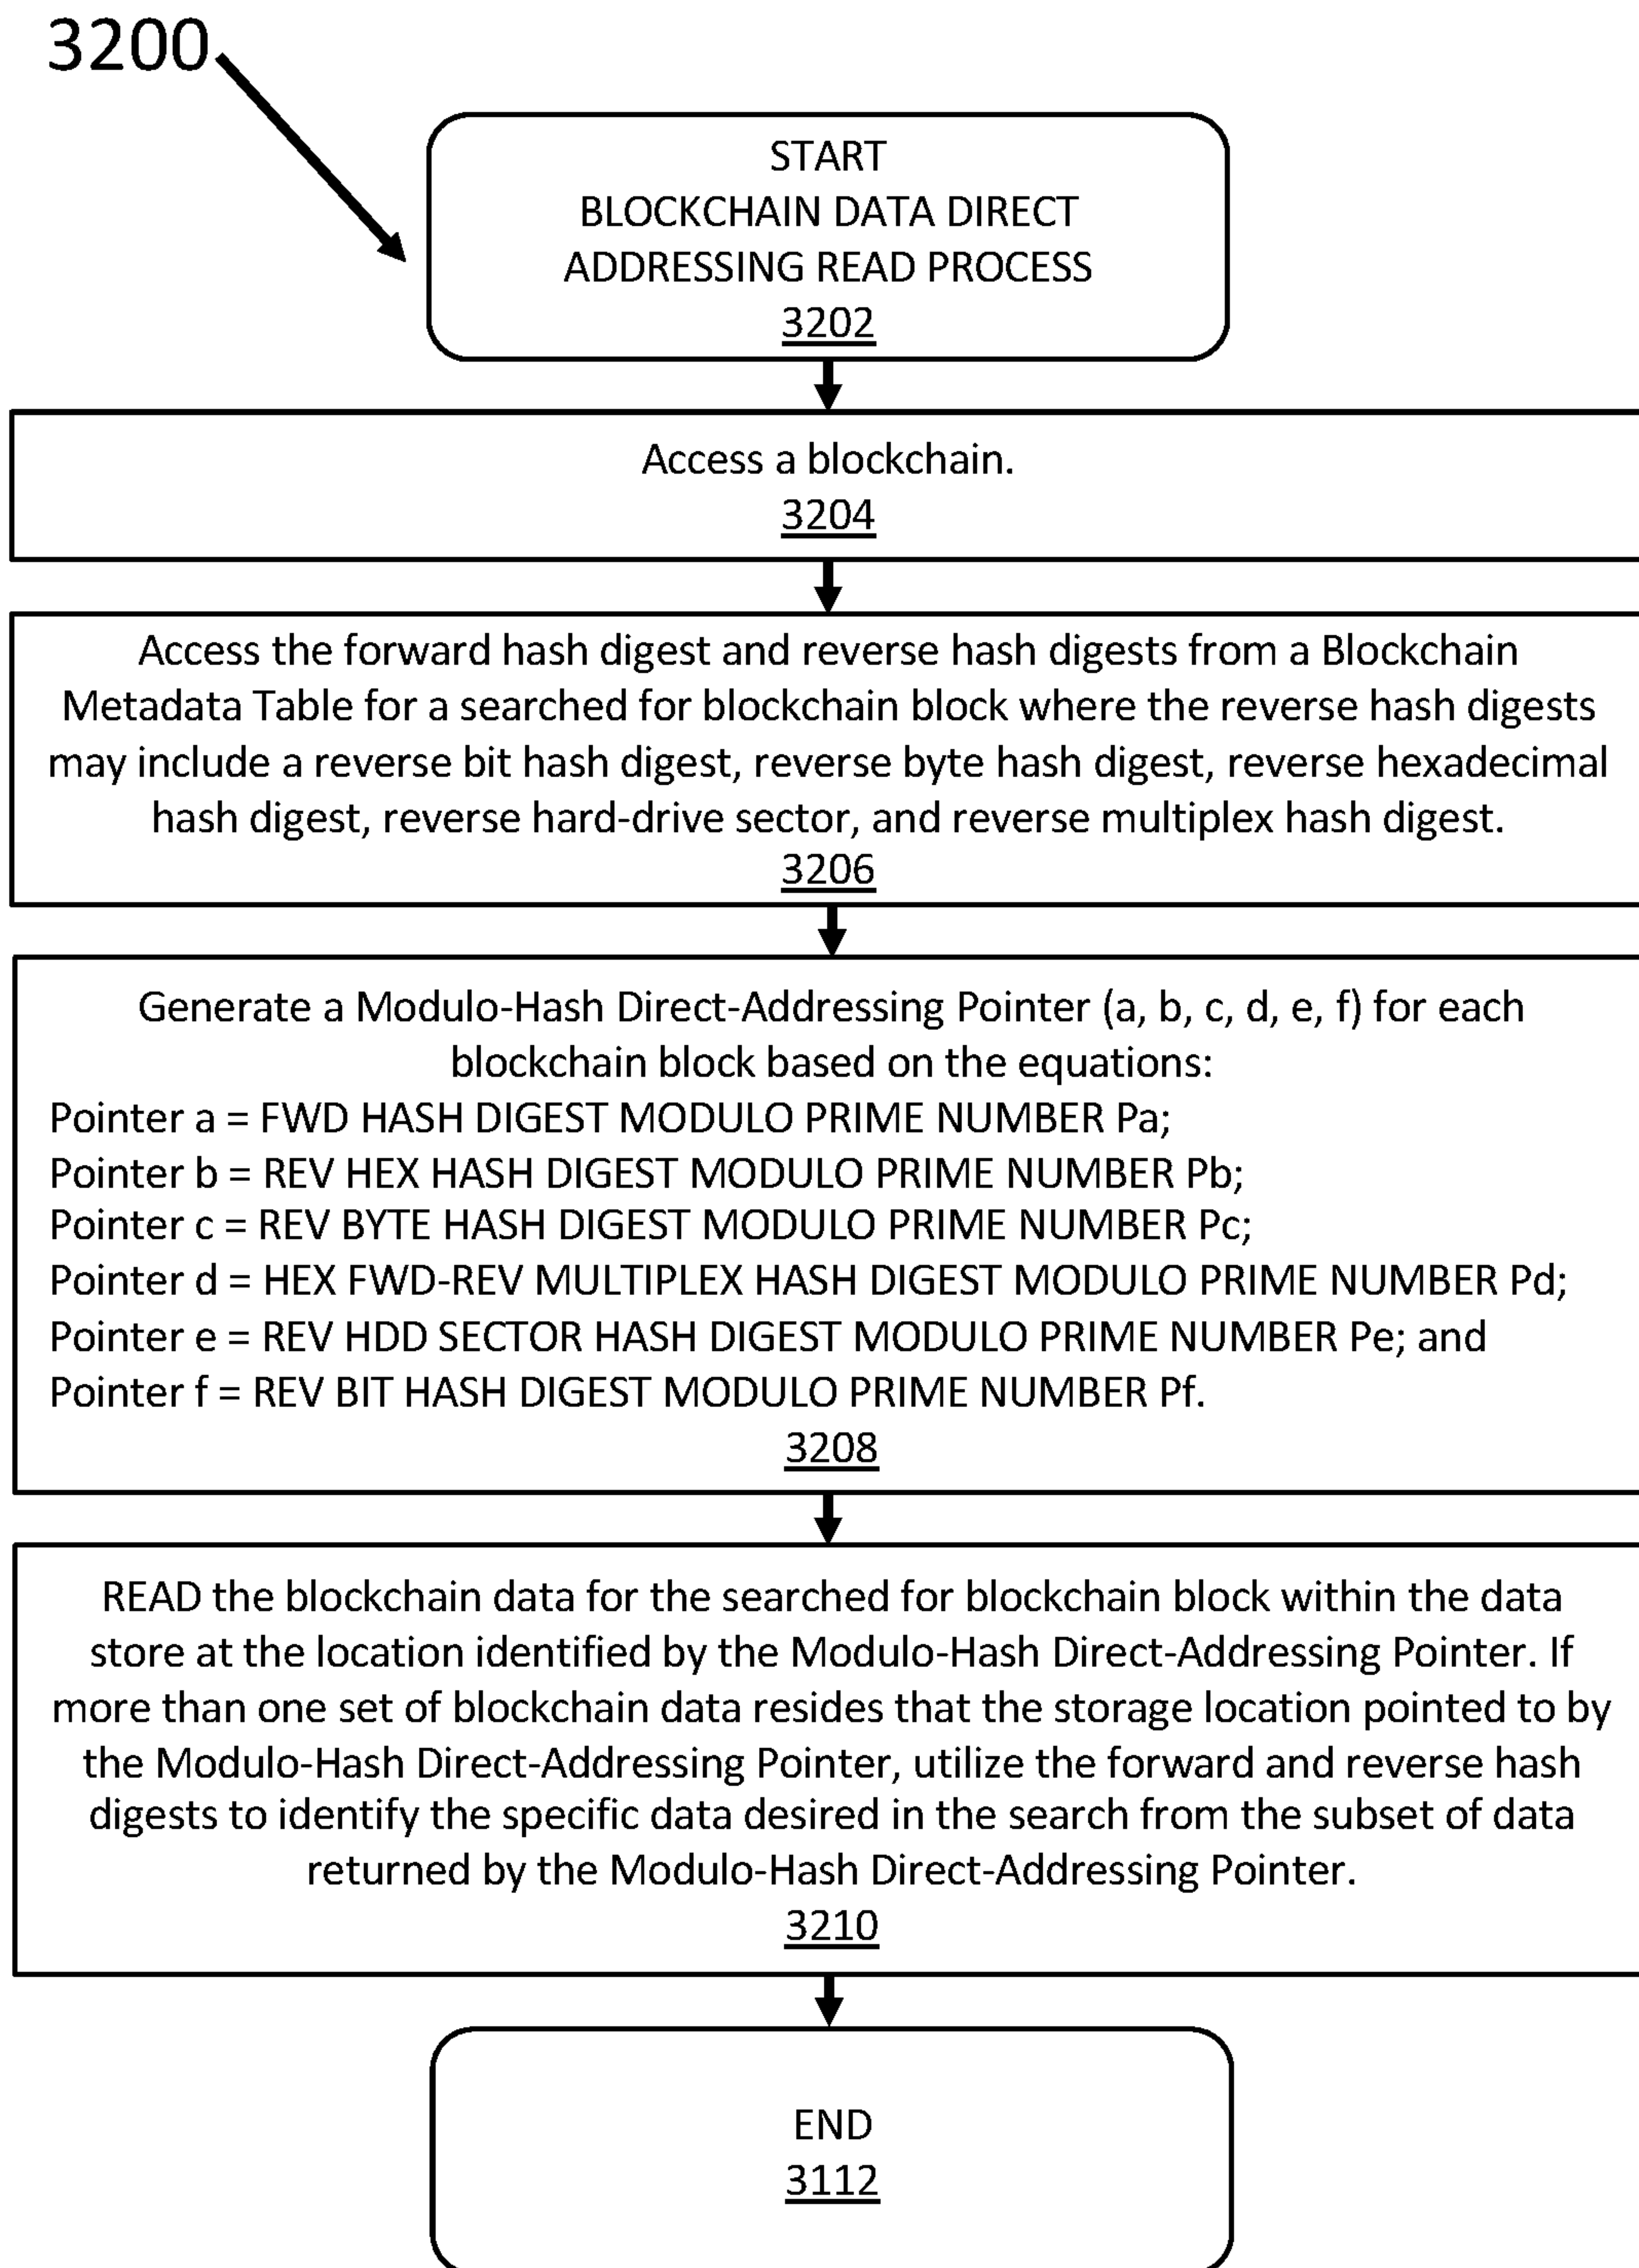 3200
START
BLOCKCHAIN DATA DIRECT
ADDRESSING READ PROCESS
3202
Access a blockchain.
3204
Access the forward hash digest and reverse hash digests from a Blockchain
Metadata Table for a searched for blockchain block where the reverse hash digests
may include a reverse bit hash digest, reverse byte hash digest, reverse hexadecimal
hash digest, reverse hard-drive sector, and reverse multiplex hash digest.
3206
Generate a Modulo-Hash Direct-Addressing Pointer (a, b, c, d, e, f) for each
blockchain block based on the equations:
Pointer a = FWD HASH DIGEST MODULO PRIME NUMBER Pa;
Pointer b = REV HEX HASH DIGEST MODULO PRIME NUMBER Pb;
Pointer c = REV BYTE HASH DIGEST MODULO PRIME NUMBER Pc;
Pointer d = HEX FWD-REV MULTIPLEX HASH DIGEST MODULO PRIME NUMBER Pd;
Pointer e = REV HDD SECTOR HASH DIGEST MODULO PRIME NUMBER Pe; and
Pointer f = REV BIT HASH DIGEST MODULO PRIME NUMBER Pf.
3208
READ the blockchain data for the searched for blockchain block within the data
store at the location identified by the Modulo-Hash Direct-Addressing Pointer. If
more than one set of blockchain data resides that the storage location pointed to by
the Modulo-Hash Direct-Addressing Pointer, utilize the forward and reverse hash
digests to identify the specific data desired in the search from the subset of data
returned by the Modulo-Hash Direct-Addressing Pointer.
3210
END
3112